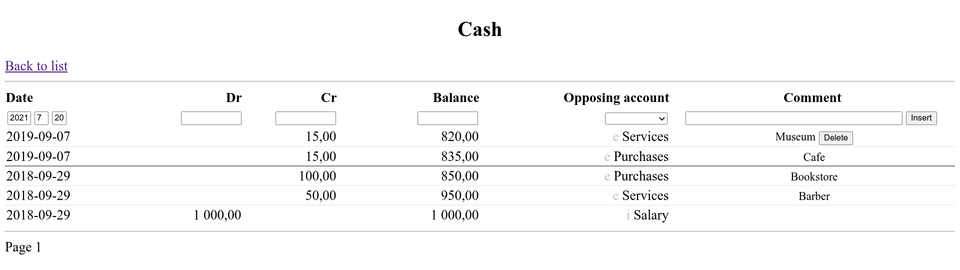 Cash
Back to list
Date Dr Cr Balance Opposing account Comment
2021 7 20 Insert
2019-09-07 15,00 820,00 e Services Museum Delete
2019-09-07 15,00 835,00 e Purchases Cafe
2018-09-29 100,00 850,00 e Purchases Bookstore
2018-09-29 50,00 950,00 e Services Barber
2018-09-29 1 000,00 1 000,00 i Salary
Page 1